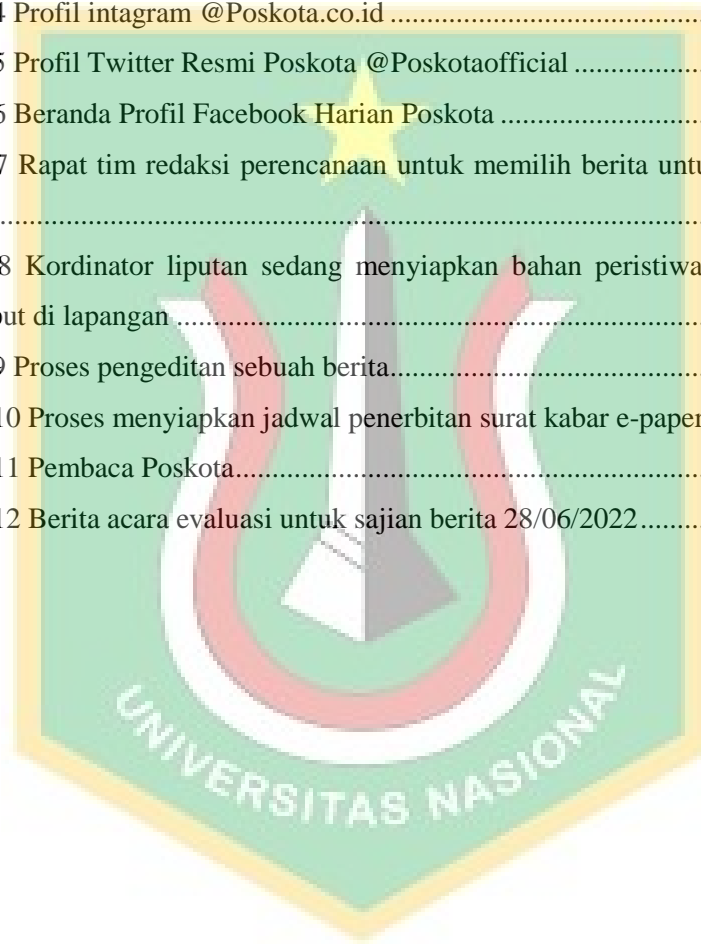 4 Profil intagram @Poskota.co.id ..........................................
5 Profil Twitter Resmi Poskota @Poskotaofficial ..................
6 Beranda Profil Facebook Harian Poskota ..........................
7 Rapat tim redaksi perencanaan untuk memilih berita
..........................................................................................
8 Kordinator liputan sedang menyiapkan bahan peristiwa
di lapangan ........................................................................
9 Proses pengeditan sebuah berita.........................................
10 Proses menyiapkan jadwal penerbitan surat kabar e-paper
11 Pembaca Poskota..............................................................
12 Berita acara evaluasi untuk sajian berita 28/06/2022.........
UNIVERSITAS NASIONAL